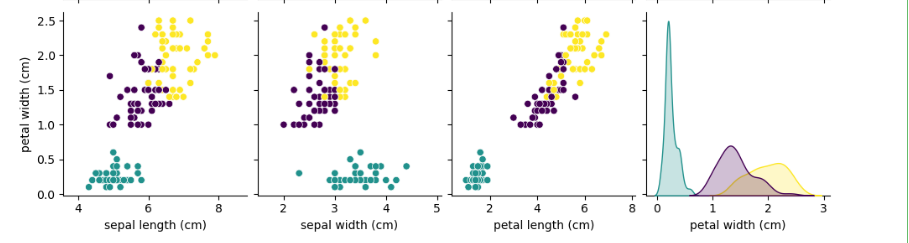 2.5
2.0
1.5
1.0
0.5
0.0
petal width (cm)
4 6 8
sepal length (cm)
2 3 4 5
sepal width (cm)
2 4 6 8
petal length (cm)
0 1 2 3
petal width (cm)